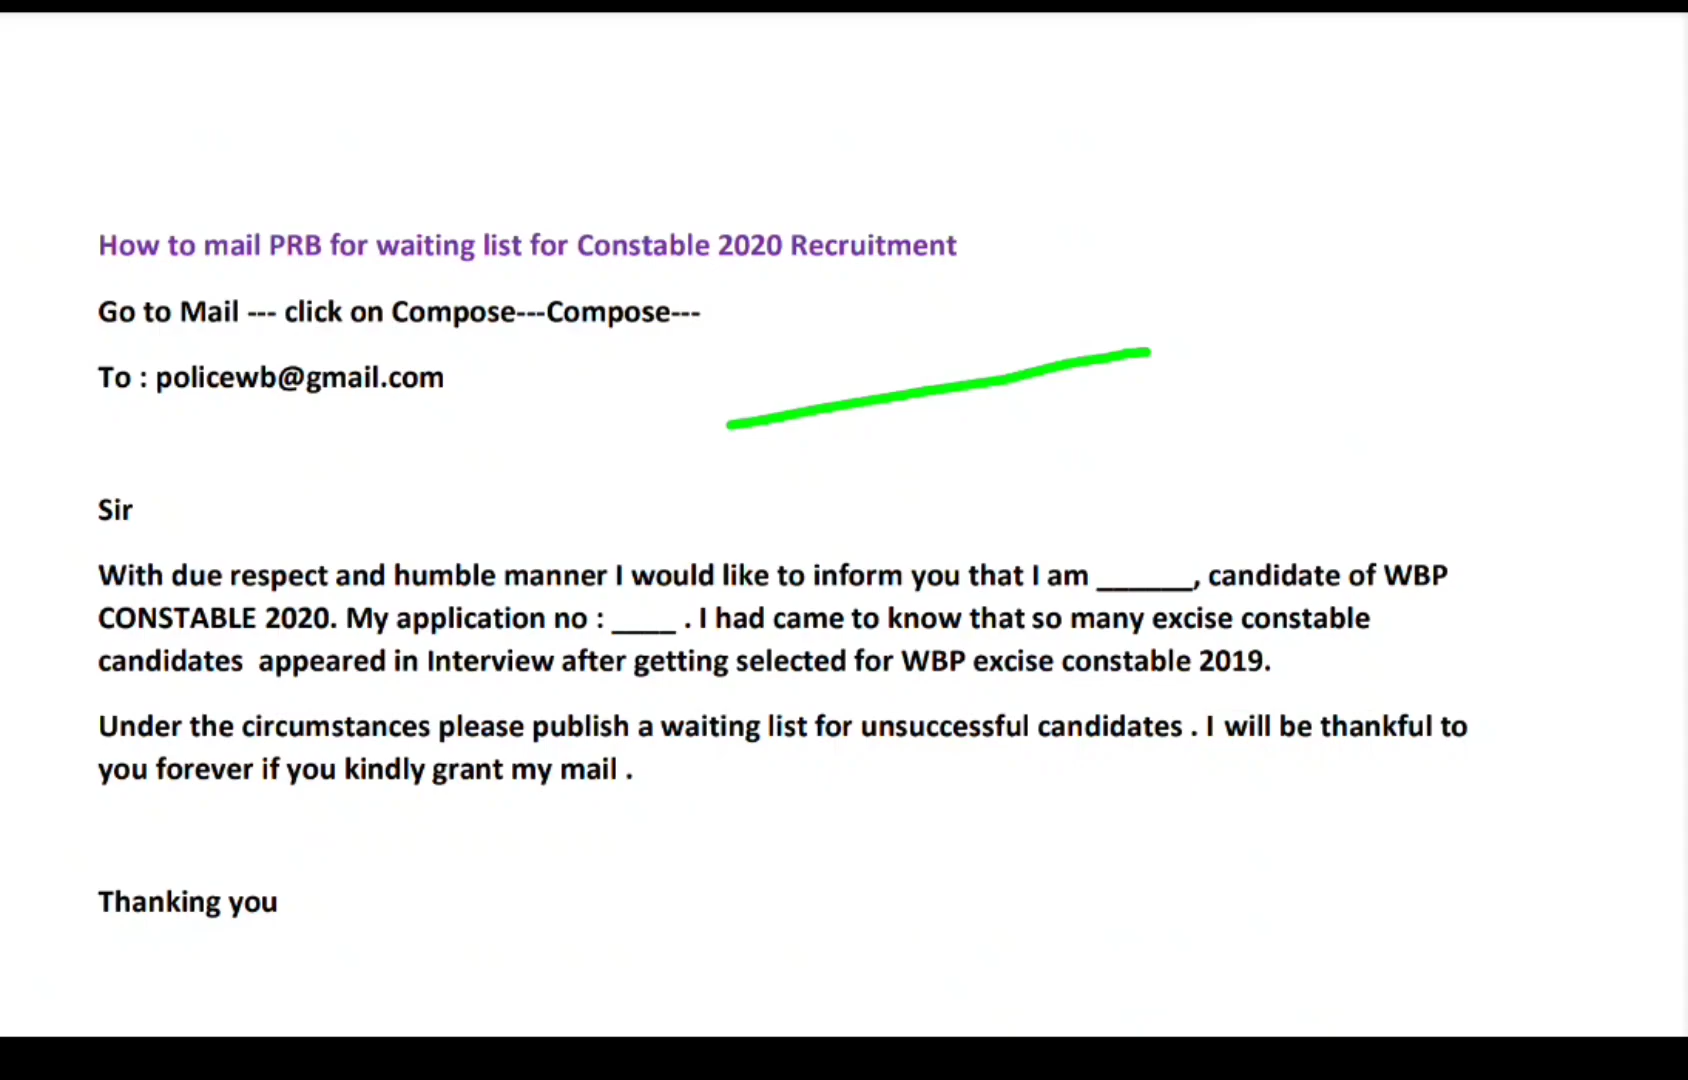 How to mail PRB for waiting list for Constable 2020 Recruitment
Go to Mail --- click on Compose---Compose---
To : policewb@gmail.com
Sir
With due respect and humble manner I would like to inform you that I am ______, candidate of WBP
CONSTABLE 2020. My application no : ____ . I had came to know that so many excise constable
candidates  appeared in Interview after getting selected for WBP excise constable 2019.
Under the circumstances please publish a waiting list for unsuccessful candidates . I will be thankful to
you forever if you kindly grant my mail .
Thanking you